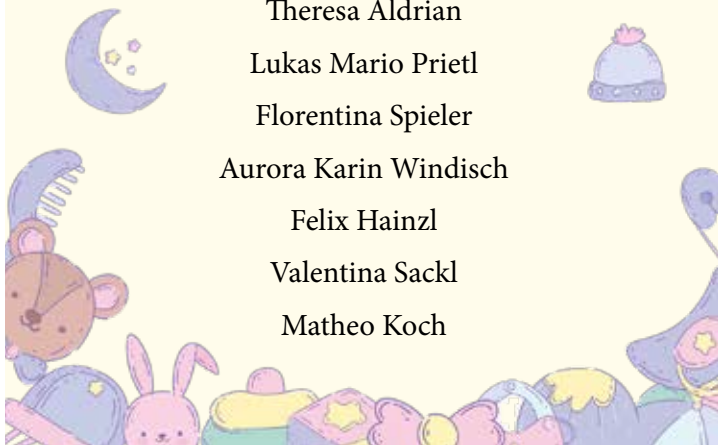 Theresa Aldrian
Lukas Mario Prietl
Florentina Spieler
Aurora Karin Windisch
Felix Hainzl
Valentina Sackl
Matheo Koch